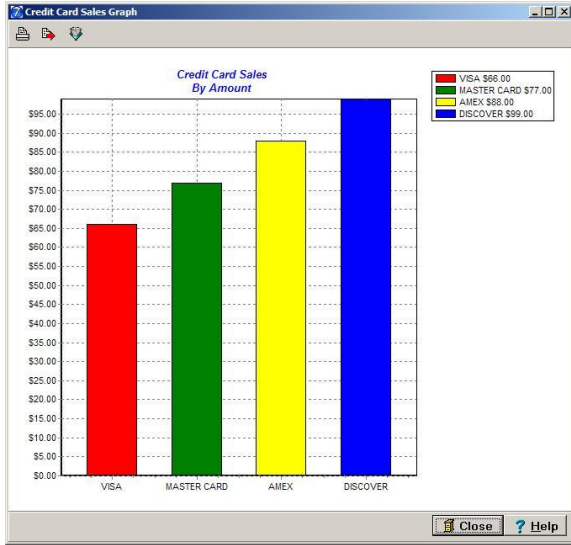 Credit Card Sales Graph
Credit Card Sales
By Amount
VISA $66.00
MASTER CARD $77.00
AMEX $88.00
DISCOVER $99.00
$95.00
$90.00
$85.00
$80.00
$75.00
$70.00
$65.00
$60.00
$55.00
$50.00
$45.00
$40.00
$35.00
$30.00
$25.00
$20.00
$15.00
$10.00
$5.00
$0.00
VISA MASTER CARD AMEX DISCOVER
Close ? Help